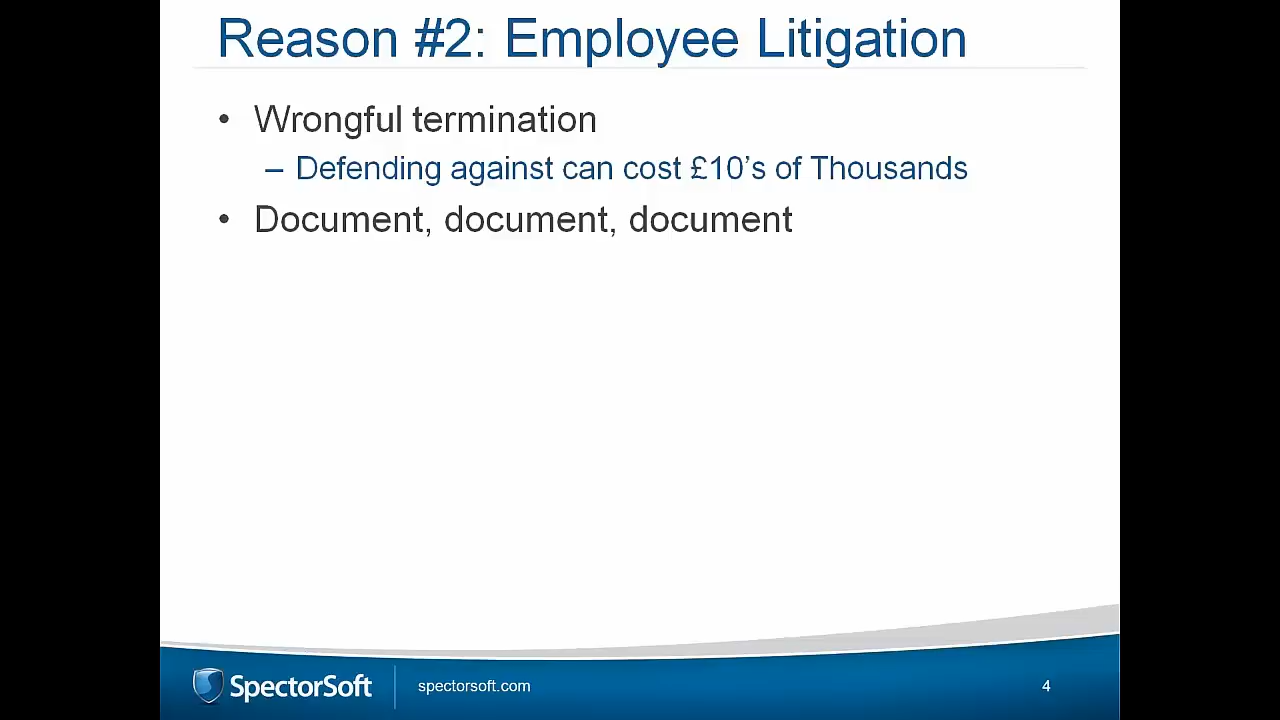 Reason #2: Employee Litigation
• Wrongful termination
– Defending against can cost £10’s of Thousands
• Document, document, document
SpectorSoft
spectorsoft.com
4